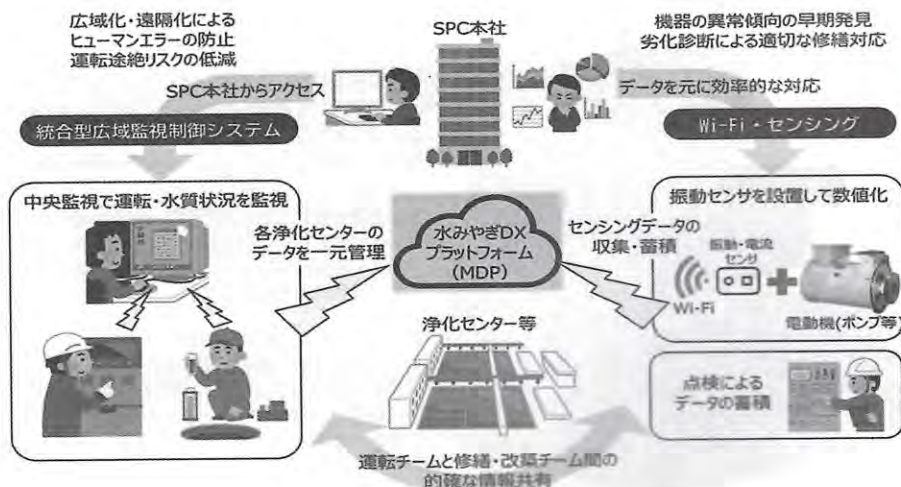 広域化・遠隔化による
ヒューマンエラーの防止
運転途絶リスクの低減
SPC本社
機器の異常傾向の早期発見
劣化診断による適切な修繕対応
SPC本社からアクセス
データを元に効率的な対応
統合型広域監視制御システム
Wi-Fi・センシング
中央監視で運転・水質状況を監視
各浄化センターの
データを一元管理
水みやぎDX
プラットフォーム
(MDP)
センシングデータの
収集・蓄積
振動センサを設置して数値化
振動・電流
センサ
Wi-Fi
電動機(ポンプ等)
浄化センター等
点検による
データの蓄積
運転チームと修繕・改築チーム間の
的確な情報共有